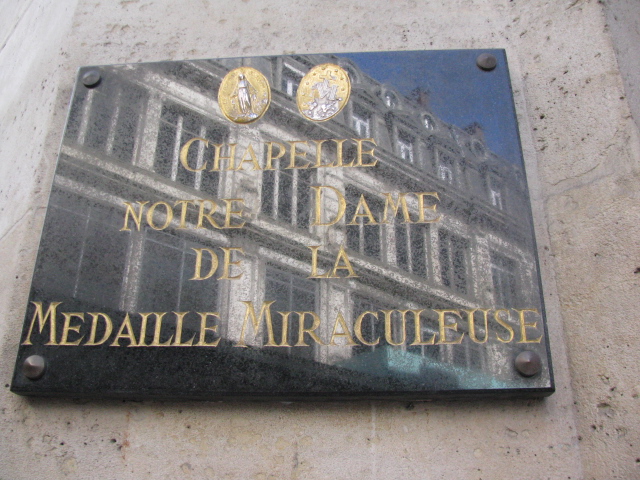 CHAPELLE
NOTRE DAME
DE LA
MEDAILLE MIRACULEUSE